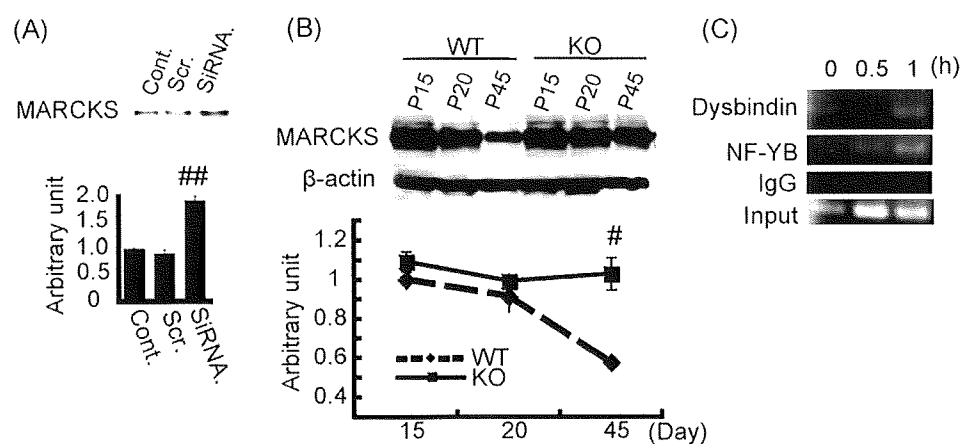 (A)
Cont.
Scr.
SiRNA.
MARCKS
##
Arbitrary unit
2.0
1.5
1.0
0.5
0
Cont.
Scr.
SiRNA.
(B)
WT
KO
P15
P20
P45
P15
P20
P45
MARCKS
β-actin
Arbitrary unit
1.2
1
0.8
0.6
0.4
#
WT
KO
15
20
45
(Day)
(C)
0 0.5 1 (h)
Dysbindin
NF-YB
IgG
Input